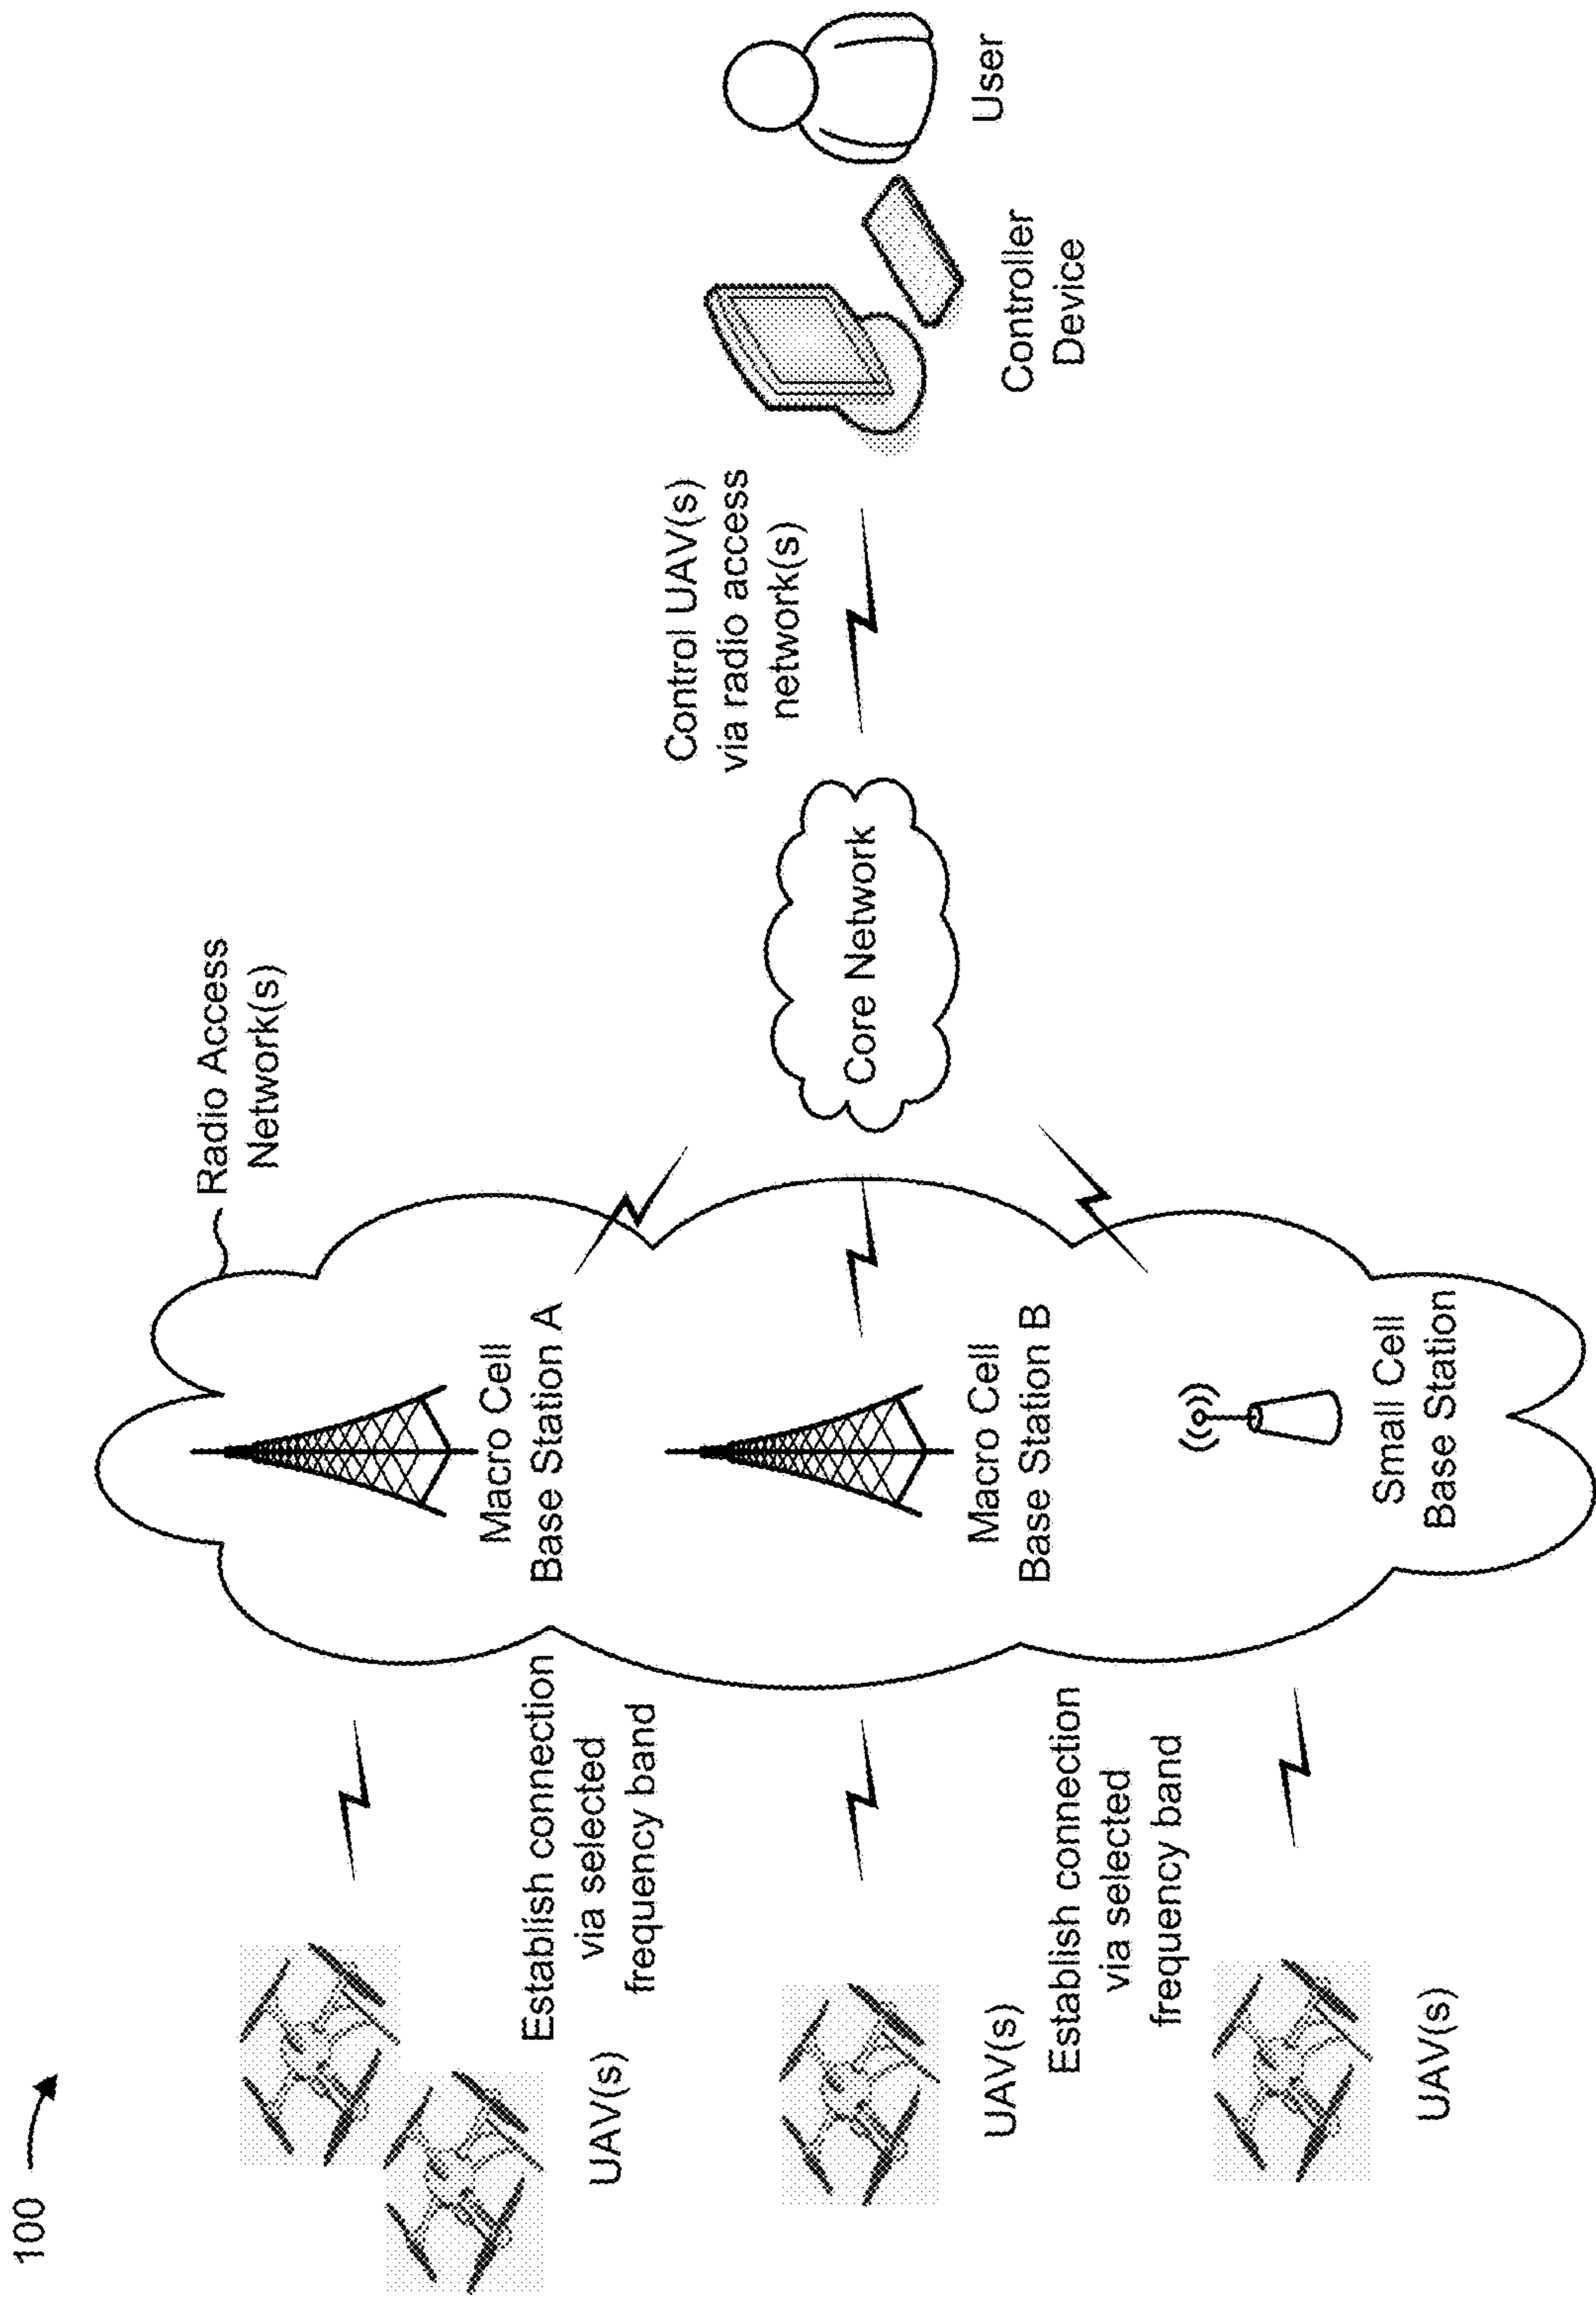 100
Radio Access
Network(s)
UAV(s)
Establish connection
via selected
frequency band
Macro Cell
Base Station A
Control UAV(s)
via radio access
network(s)
Core Network
UAV(s)
Macro Cell
Base Station B
Controller
Device
User
Establish connection
via selected
frequency band
UAV(s)
Small Cell
Base Station